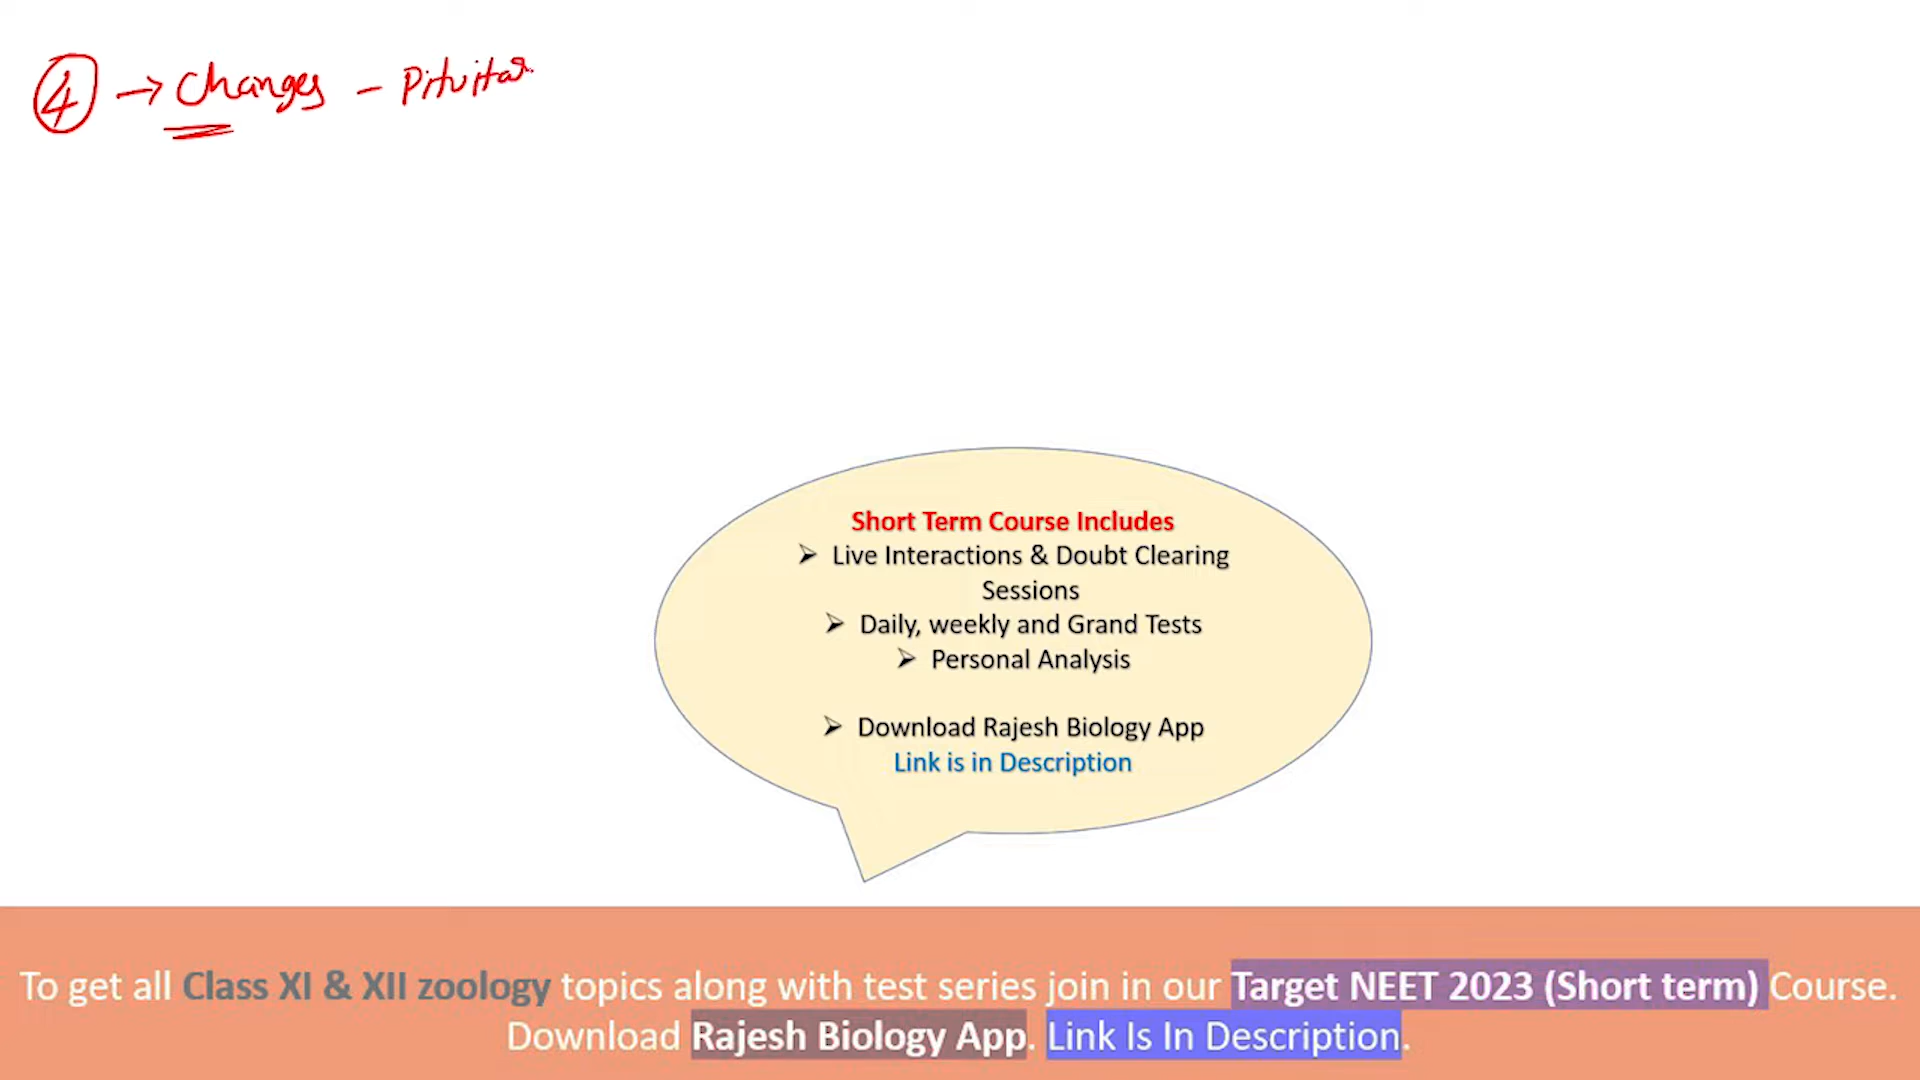 ④ → Changes - Pituitar
Short Term Course Includes
➢ Live Interactions & Doubt Clearing
Sessions
➢ Daily, weekly and Grand Tests
➢ Personal Analysis
➢ Download Rajesh Biology App
Link is in Description
To get all Class XI & XII zoology topics along with test series join in our Target NEET 2023 (Short term) Course.
Download Rajesh Biology App. Link Is In Description.